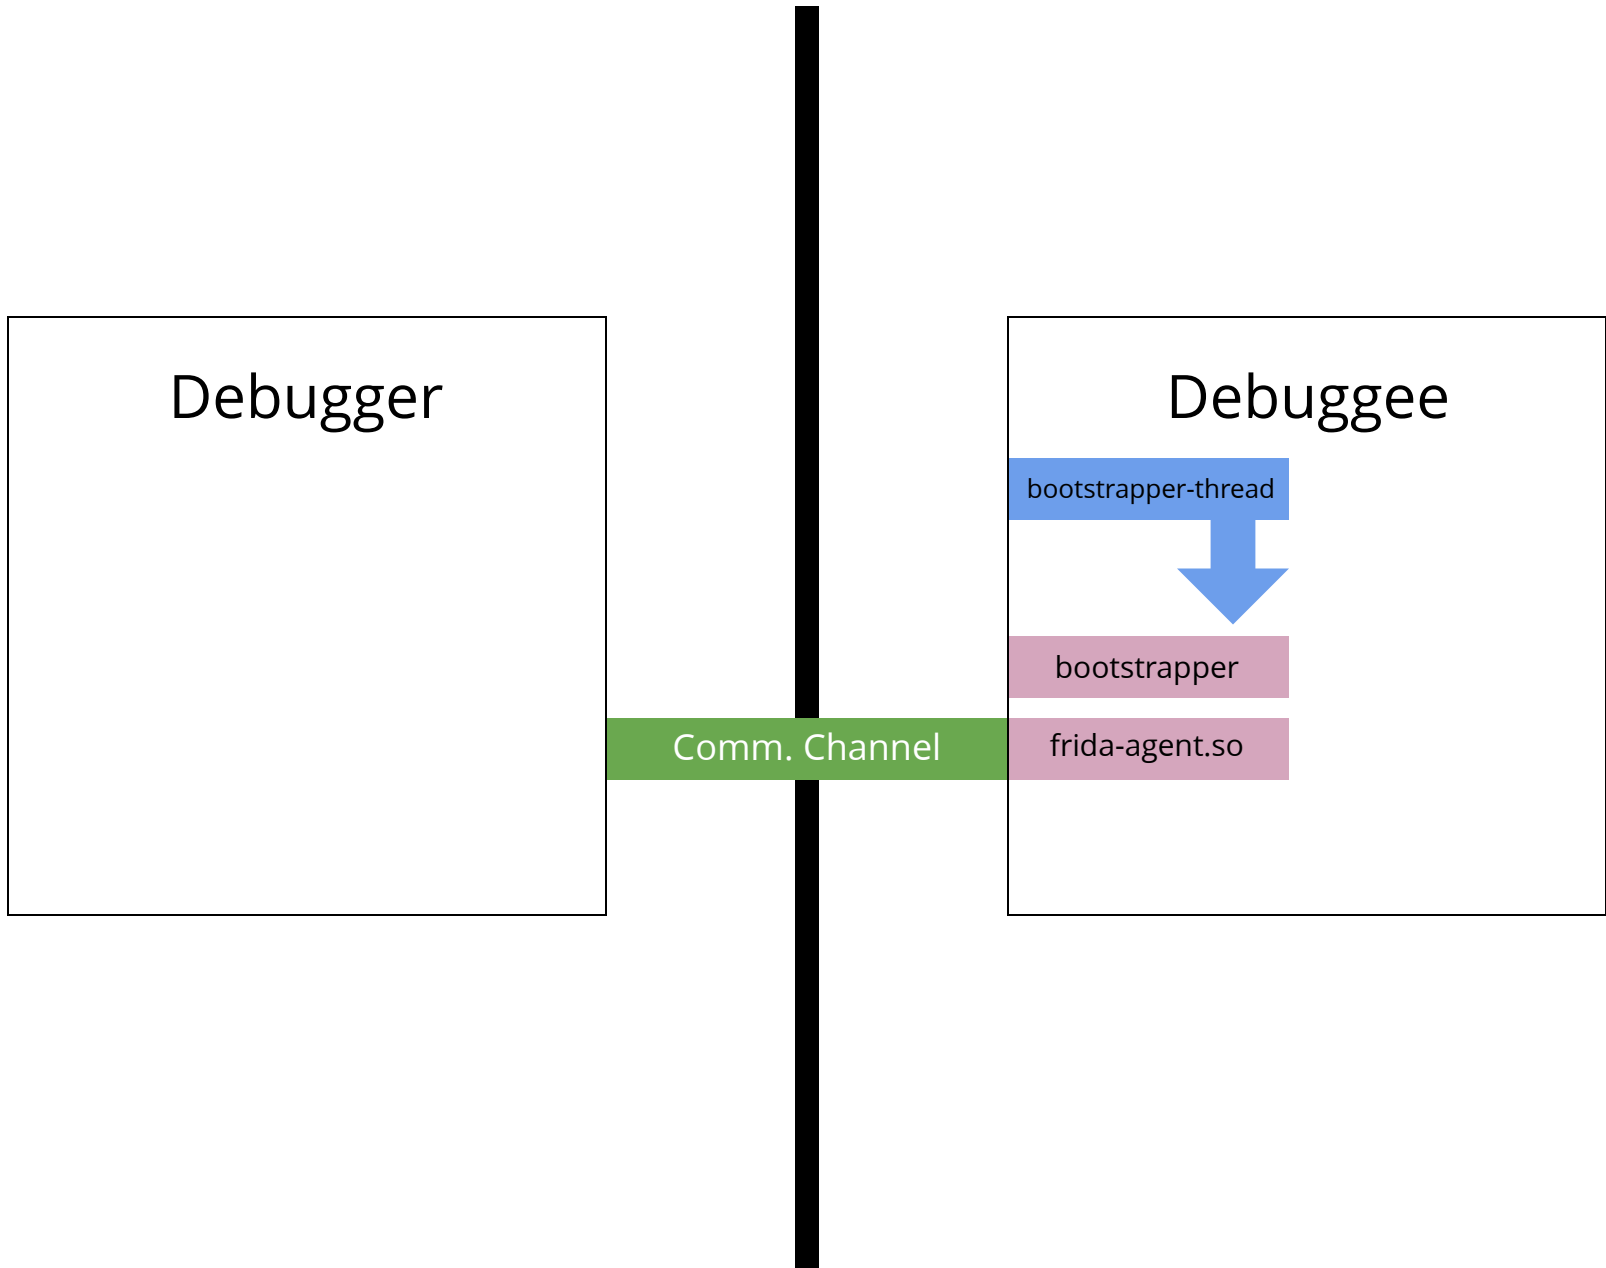 Debugger
Debuggee
bootstrapper-thread
bootstrapper
Comm. Channel
frida-agent.so